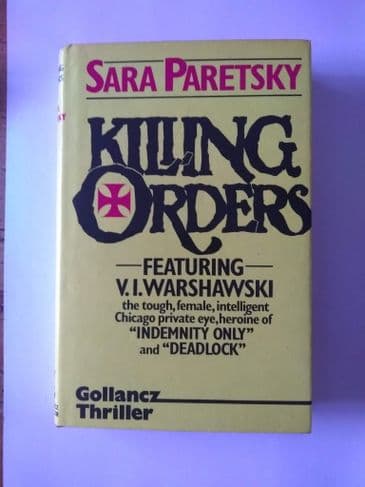 SARA PARETSKY
KILLING
ORDERS
FEATURING
V.I.WARSHAWSKI
the tough, female, intelligent
Chicago private eye, heroine of
“INDEMNITY ONLY”
and “DEADLOCK”
Gollancz
Thriller